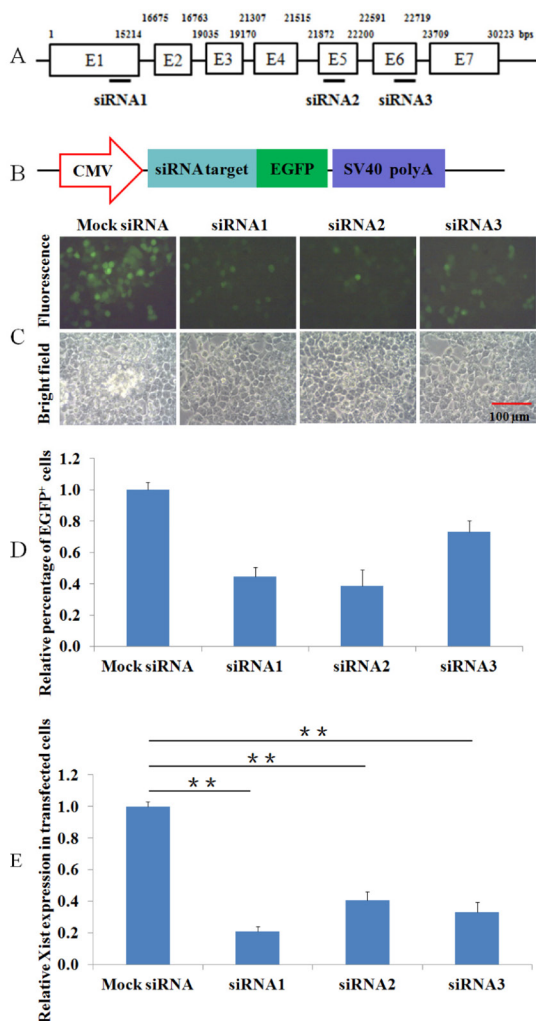 16675 16763 21307 21515 22591 22719
1 15214 19035 19170 21872 22200 23709 30223 bps
A
E1 E2 E3 E4 E5 E6 E7
siRNA1 siRNA2 siRNA3
B
CMV siRNA target EGFP SV40 polyA
Mock siRNA siRNA1 siRNA2 siRNA3
Fluorescence
C
Bright field
100 μm
D
Relative percentage of EGFP⁺ cells
1.2
1.0
0.8
0.6
0.4
0.2
0.0
Mock siRNA siRNA1 siRNA2 siRNA3
E
Relative Xist expression in transfected cells
* *
* *
* *
1.2
1.0
0.8
0.6
0.4
0.2
0.0
Mock siRNA siRNA1 siRNA2 siRNA3